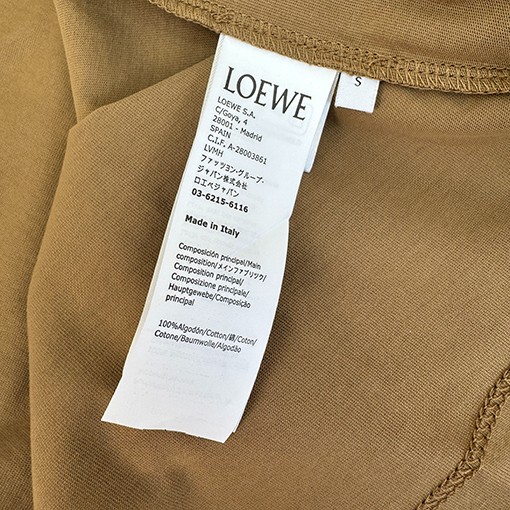 LOEWE
S
LOEWE S.A.
C/Goya, 4
28001 - Madrid
SPAIN
C.I.F. A-28003861
LVMH
ファッション・グループ・
ジャパン株式会社
ロエベジャパン
03-6215-6116
Made in Italy
Composición principal/Main
composition/メインファブリック/
Composition principal/
Composizione principale/
Hauptgewebe/Composição
principal
100%Algodón/Cotton/綿/Coton/
Cotone/Baumwolle/Algodão